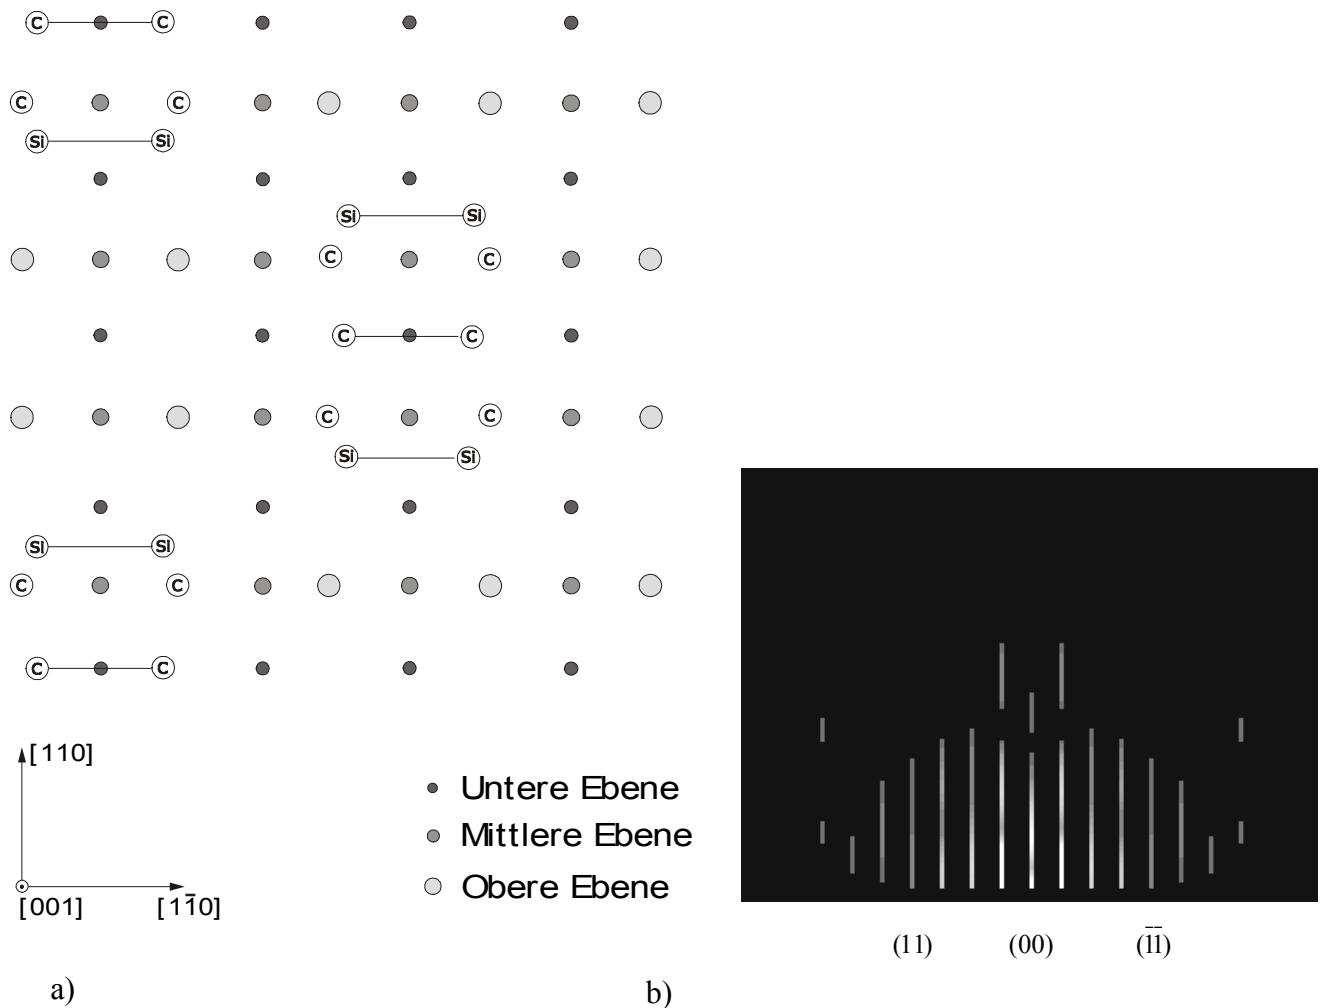 C C
C C
Si Si
Si Si
C C
C C
C C
Si Si
Si Si
C C
C C
[110]
[001] [11̅0]
Untere Ebene
Mittlere Ebene
Obere Ebene
(11) (00) (1̅1̅)
a) b)